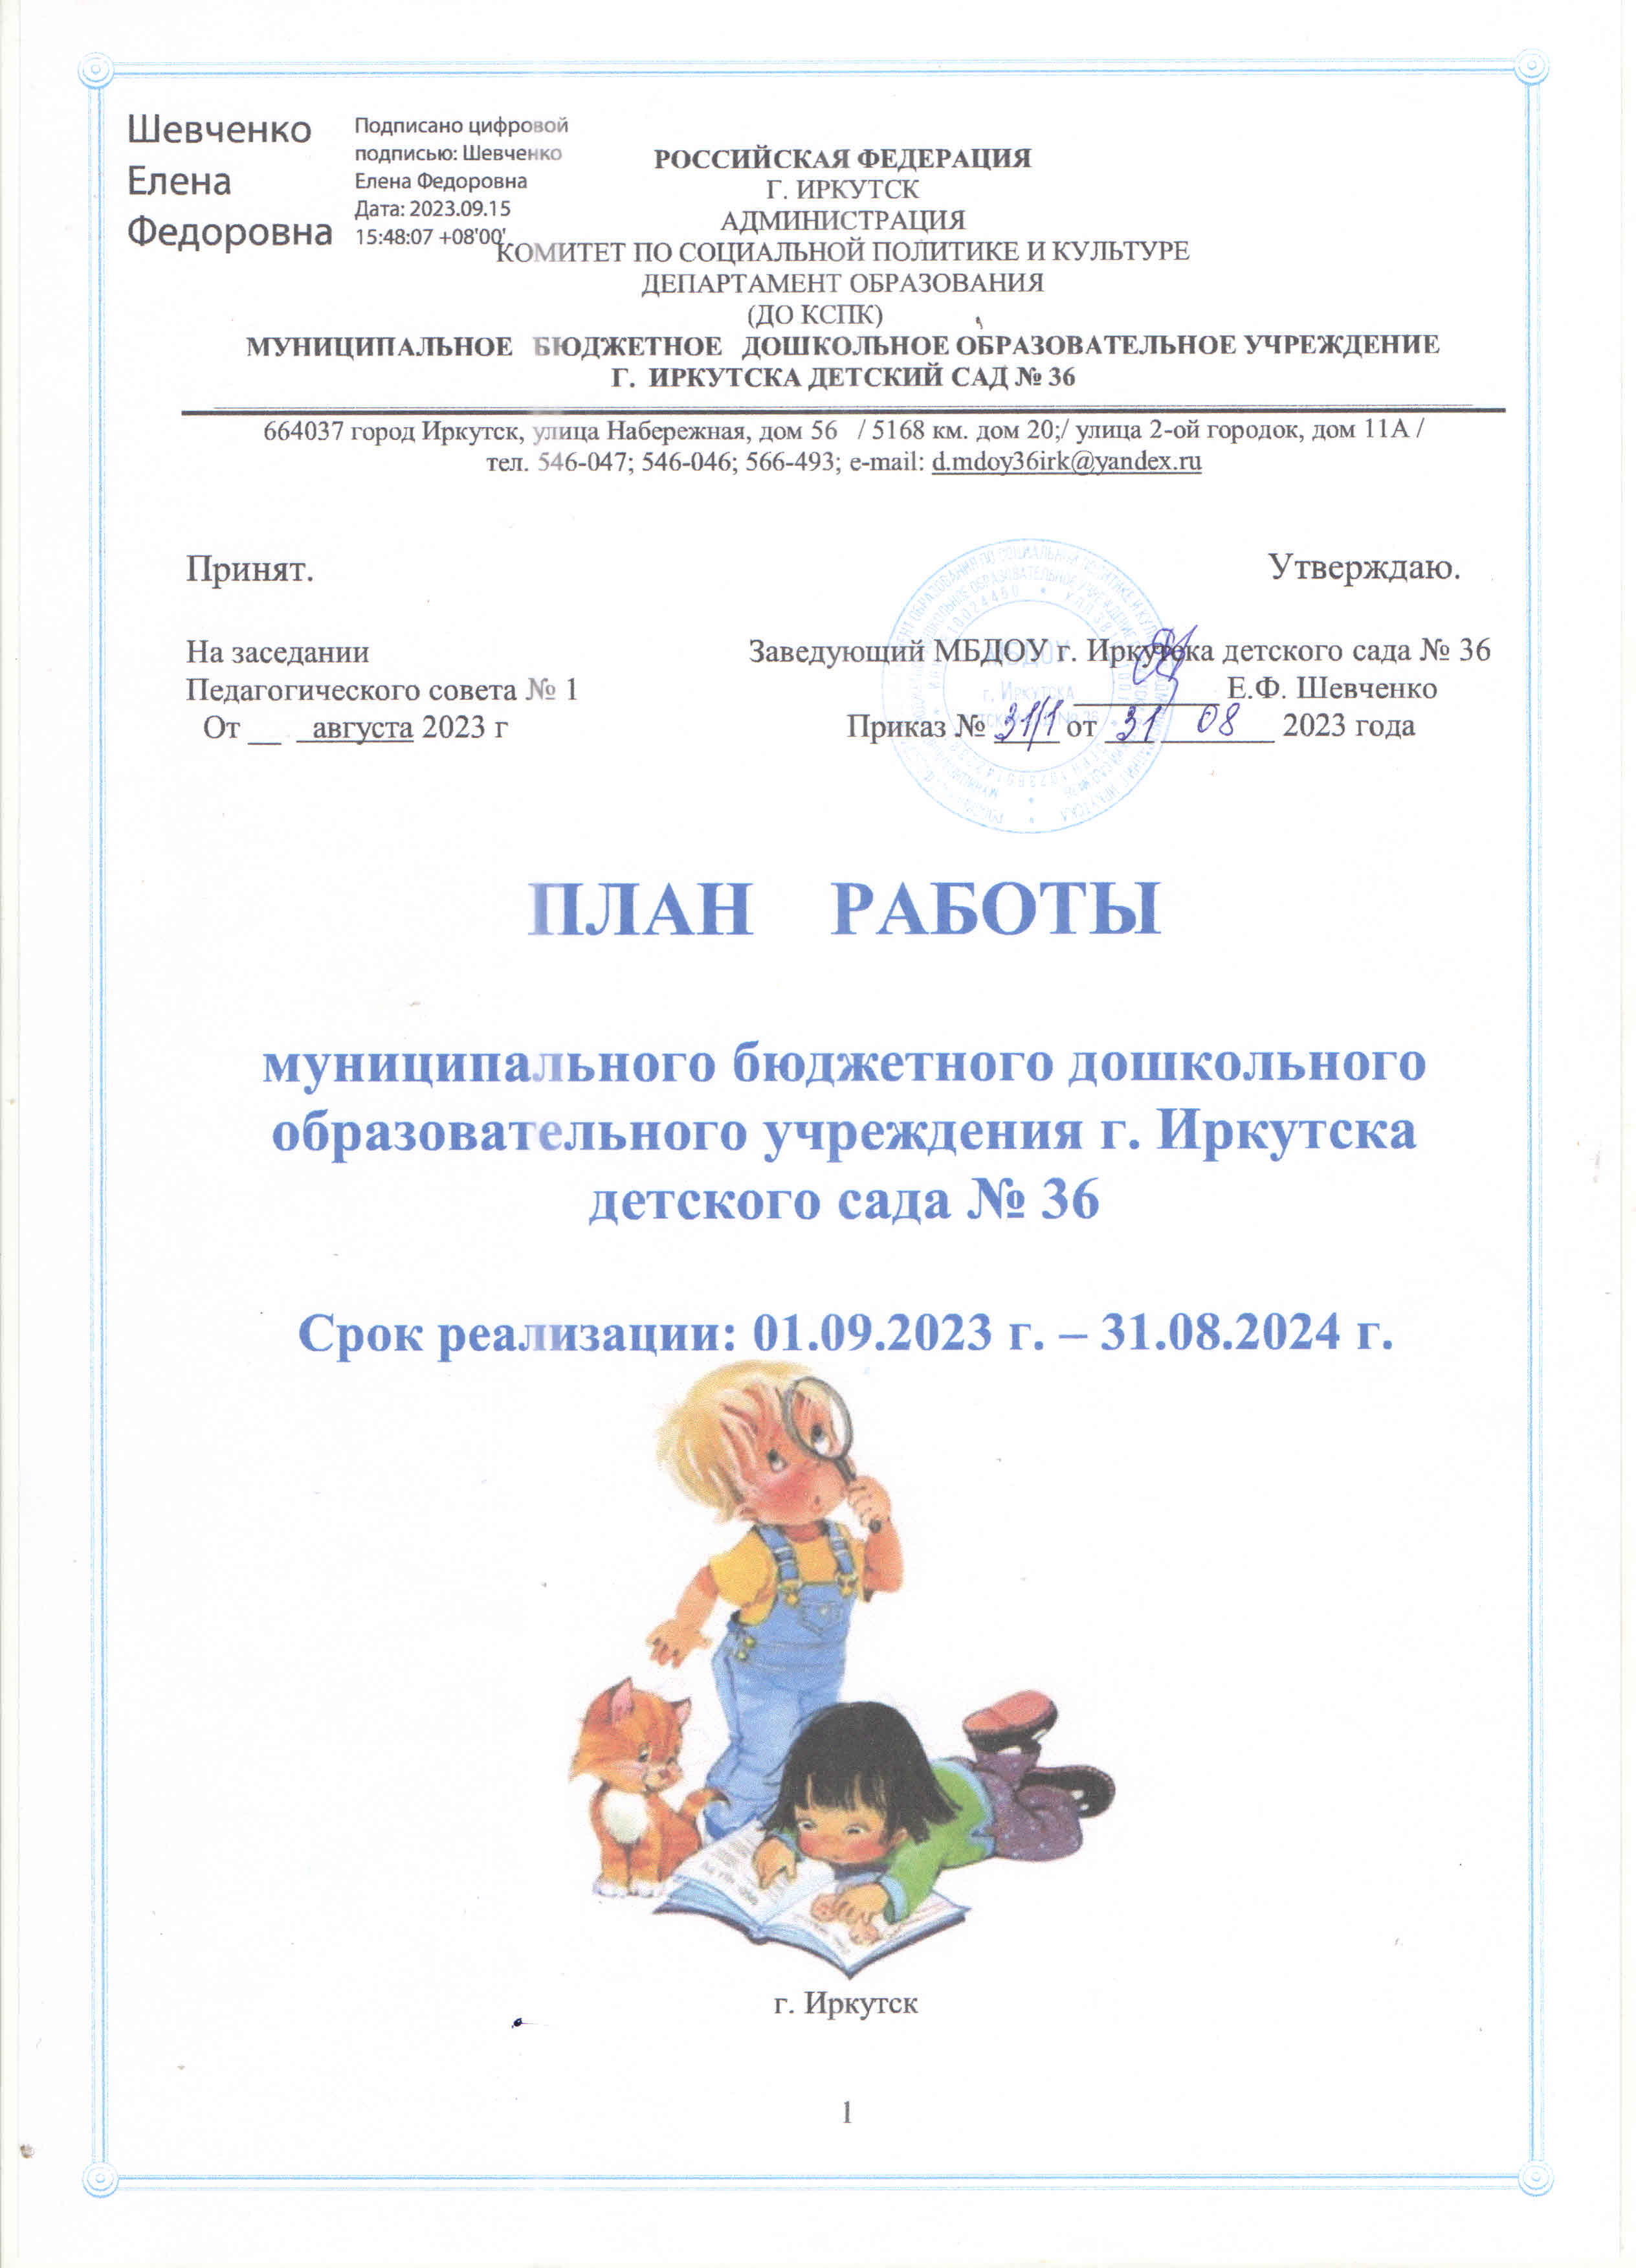 Шевченко
Елена
Федоровна
Подписано цифровой
подписью: Шевченко
Елена Федоровна
Дата: 2023.09.15
15:48:07 +08'00'
РОССИЙСКАЯ ФЕДЕРАЦИЯ
Г. ИРКУТСК
АДМИНИСТРАЦИЯ
КОМИТЕТ ПО СОЦИАЛЬНОЙ ПОЛИТИКЕ И КУЛЬТУРЕ
ДЕПАРТАМЕНТ ОБРАЗОВАНИЯ
(ДО КСПК)
МУНИЦИПАЛЬНОЕ БЮДЖЕТНОЕ ДОШКОЛЬНОЕ ОБРАЗОВАТЕЛЬНОЕ УЧРЕЖДЕНИЕ
Г. ИРКУТСКА ДЕТСКИЙ САД № 36
664037 город Иркутск, улица Набережная, дом 56 / 5168 км. дом 20;/ улица 2-ой городок, дом 11А /
тел. 546-047; 546-046; 566-493; e-mail: d.mdoy36irk@yandex.ru
Принят. Утверждаю.
На заседании Заведующий МБДОУ г. Иркутска детского сада № 36
Педагогического совета № 1 ________ Е.Ф. Шевченко
От __ августа 2023 г Приказ № 31/1 от 31 08 2023 года
МБДОУ
г. Иркутска
ПЛАН РАБОТЫ
муниципального бюджетного дошкольного
образовательного учреждения г. Иркутска
детского сада № 36
Срок реализации: 01.09.2023 г. – 31.08.2024 г.
г. Иркутск
1